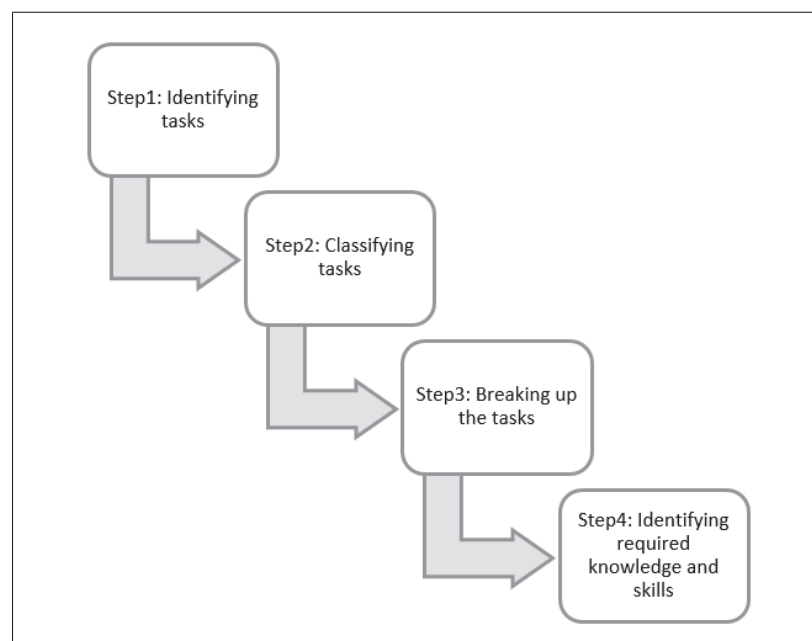 Step1: Identifying
tasks
Step2: Classifying
tasks
Step3: Breaking up
the tasks
Step4: Identifying
required
knowledge and
skills